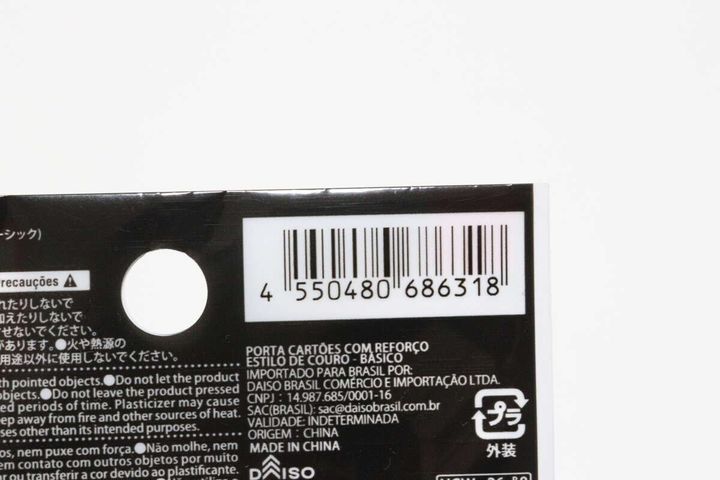 ーシック)
recauções
れたりしないで
加えたりしないで
せないでください。
があります。●火や熱源の
用途以外に使用しないでください。
th pointed objects.●Do not let the product
objects.●Do not leave the product pressed
ed periods of time. Plasticizer may cause
eep away from fire and other sources of heat.
ses other than its intended purposes.
os, nem puxe com força.●Não molhe, nem
em contato com outros objetos por muito
ou transferir a cor devido ao plastificante.
4 550480 686318
PORTA CARTÕES COM REFORÇO
ESTILO DE COURO - BÁSICO
IMPORTADO PARA BRASIL POR:
DAISO BRASIL COMÉRCIO E IMPORTAÇÃO LTDA.
CNPJ : 14.987.685/0001-16
SAC(BRASIL): sac@daisobrasil.com.br
VALIDADE: INDETERMINADA
ORIGEM : CHINA
MADE IN CHINA
プラ
外装
DAISO